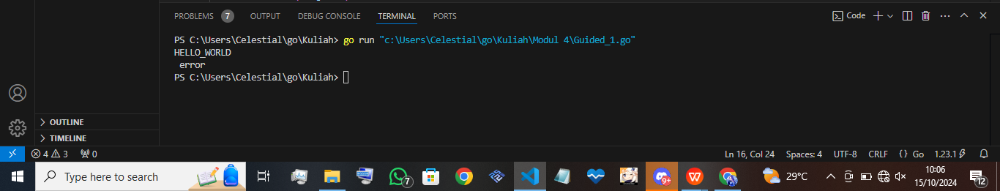 PROBLEMS 7 OUTPUT DEBUG CONSOLE TERMINAL PORTS Code
PS C:\Users\Celestial\go\Kuliah> go run "c:\Users\Celestial\go\Kuliah\Modul 4\Guided_1.go"
HELLO_WORLD
 error
PS C:\Users\Celestial\go\Kuliah>
OUTLINE
TIMELINE
4 3 0 Ln 16, Col 24 Spaces: 4 UTF-8 CRLF {} Go 1.23.1
Type here to search 7 9+ W 29°C 10:06
15/10/2024 12